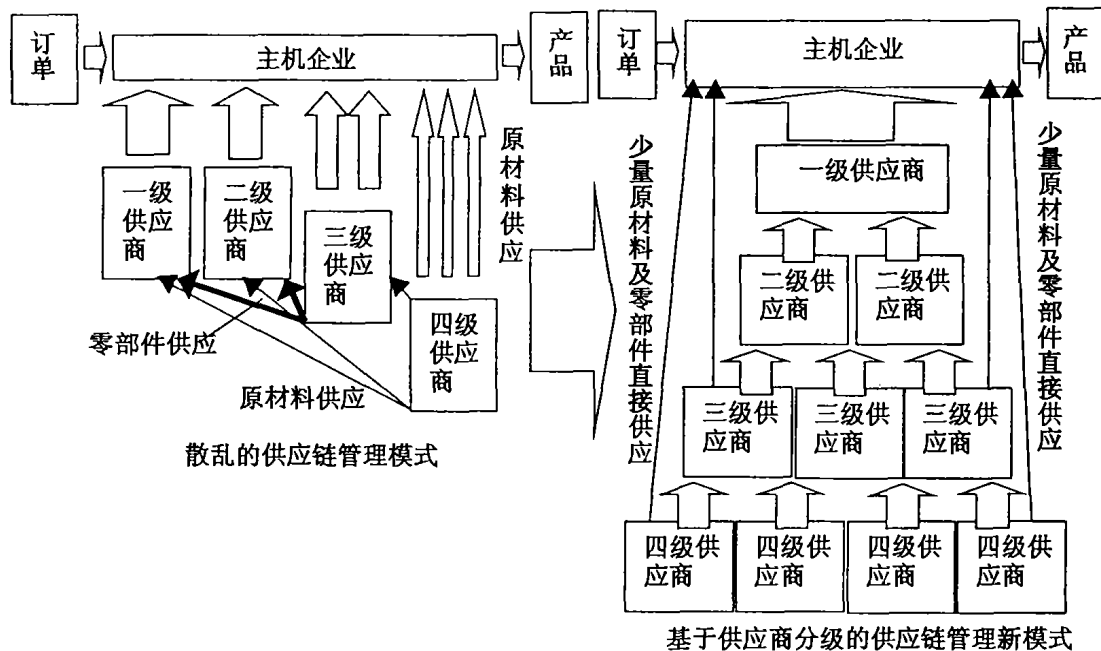 订单
主机企业
产品
原材料供应
一级
供应
商
二级
供应
商
三级
供应
商
四级
供应
商
零部件供应
原材料供应
散乱的供应链管理模式
订单
主机企业
产品
少量原材料及零部件直接供应
少量原材料及零部件直接供应
一级供应商
二级供
应商
二级供
应商
三级供
应商
三级供
应商
三级供
应商
四级供
应商
四级供
应商
四级供
应商
四级供
应商
基于供应商分级的供应链管理新模式